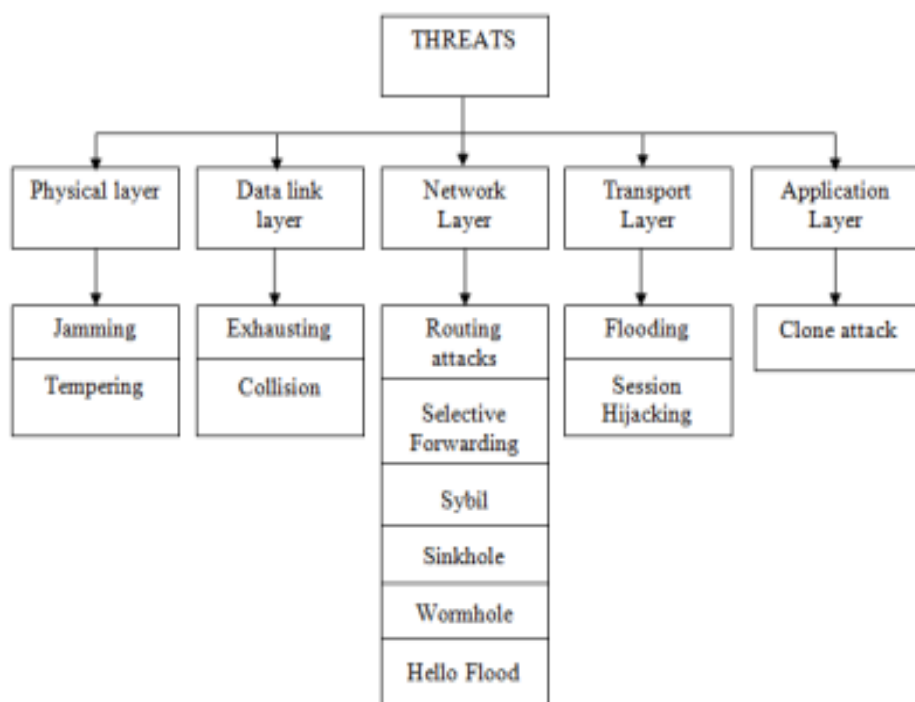 THREATS
Physical layer
Data link
layer
Network
Layer
Transport
Layer
Application
Layer
Jamming
Tempering
Exhausting
Collision
Routing
attacks
Selective
Forwarding
Sybil
Sinkhole
Wormhole
Hello Flood
Flooding
Session
Hijacking
Clone attack